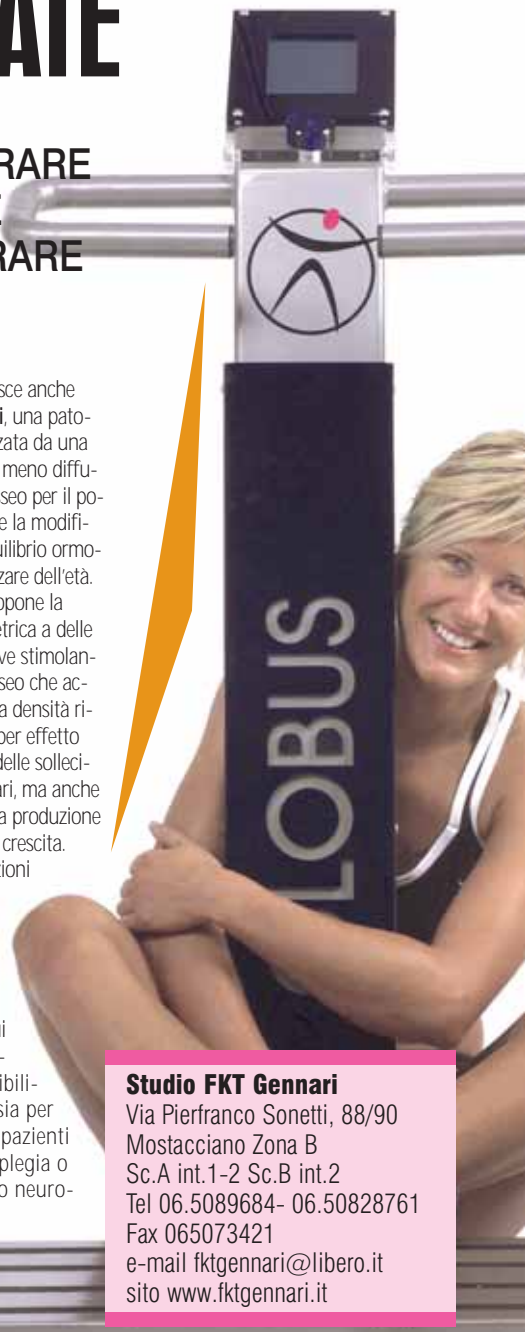 AIE
RARE
RARE
sce anche
i, una pato-
zata da una
meno diffu-
seo per il po-
e la modifi-
uilibrio ormo-
zare dell'età.
opone la
etrica a delle
ve stimolan-
seo che ac-
a densità ri-
per effetto
delle solleci-
ari, ma anche
a produzione
crescita.
zioni
ui
-
ibili-
sia per
pazienti
plegia o
o neuro-
LOBUS
Studio FKT Gennari
Via Pierfranco Sonetti, 88/90
Mostacciano Zona B
Sc.A int.1-2 Sc.B int.2
Tel 06.5089684- 06.50828761
Fax 065073421
e-mail fktgennari@libero.it
sito www.fktgennari.it